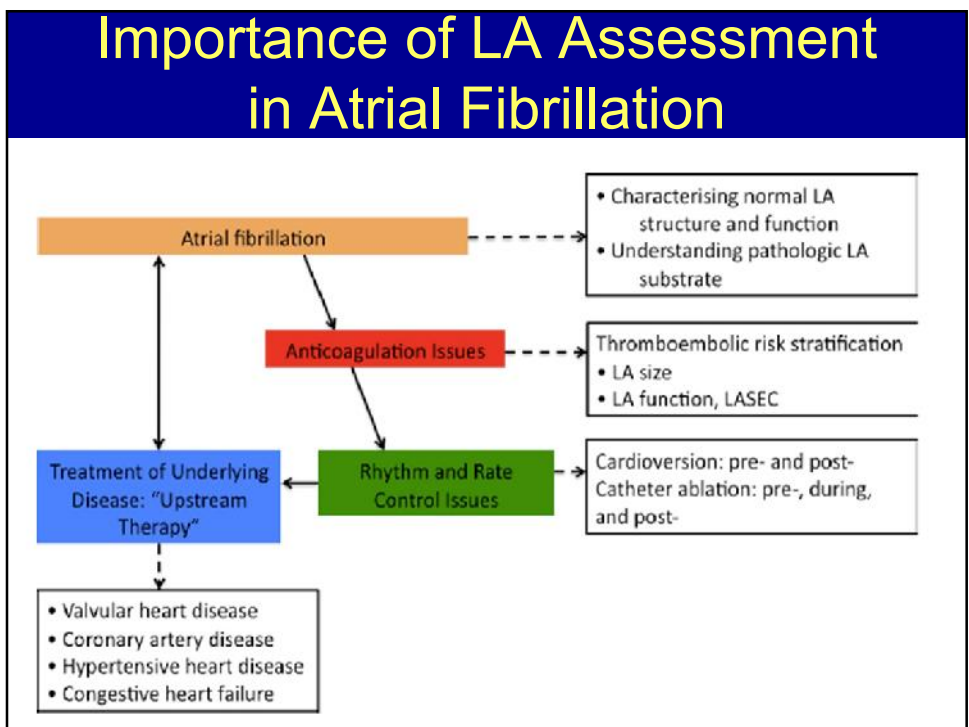 Importance of LA Assessment
in Atrial Fibrillation
Atrial fibrillation
• Characterising normal LA
structure and function
• Understanding pathologic LA
substrate
Anticoagulation Issues
Thromboembolic risk stratification
• LA size
• LA function, LASEC
Treatment of Underlying
Disease: “Upstream
Therapy”
Rhythm and Rate
Control Issues
Cardioversion: pre- and post-
Catheter ablation: pre-, during,
and post-
• Valvular heart disease
• Coronary artery disease
• Hypertensive heart disease
• Congestive heart failure